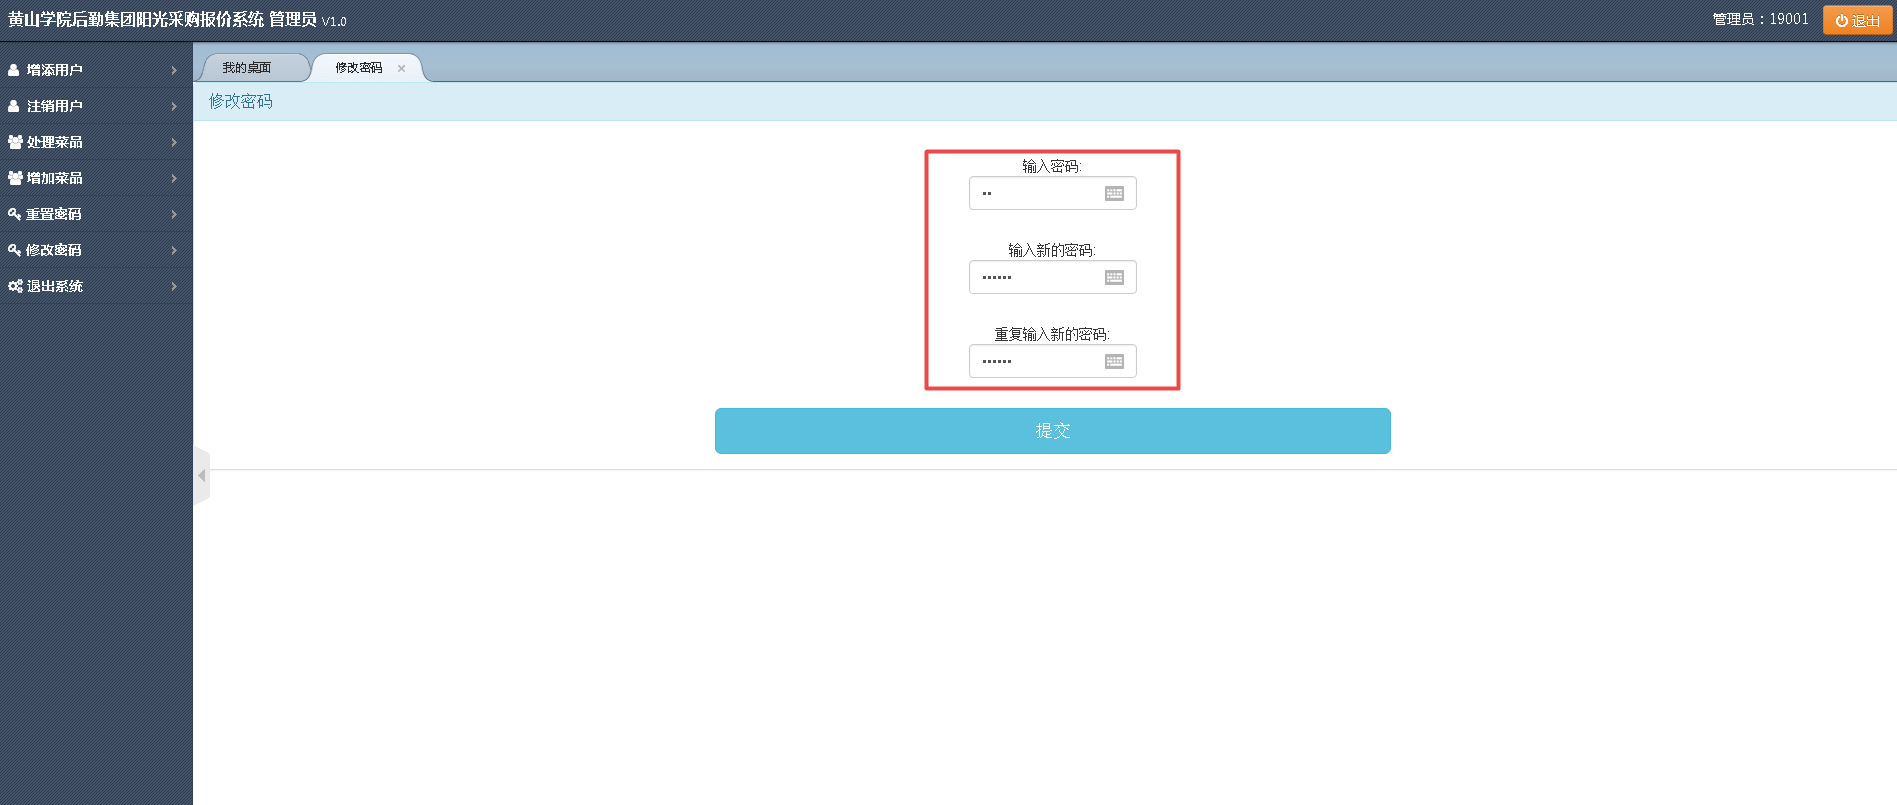 黄山学院后勤集团阳光采购报价系统 管理员 V1.0
管理员：19001
退出
增添用户
注销用户
处理菜品
增加菜品
重置密码
修改密码
退出系统
我的桌面
修改密码
修改密码
输入密码:
输入新的密码:
重复输入新的密码:
提交